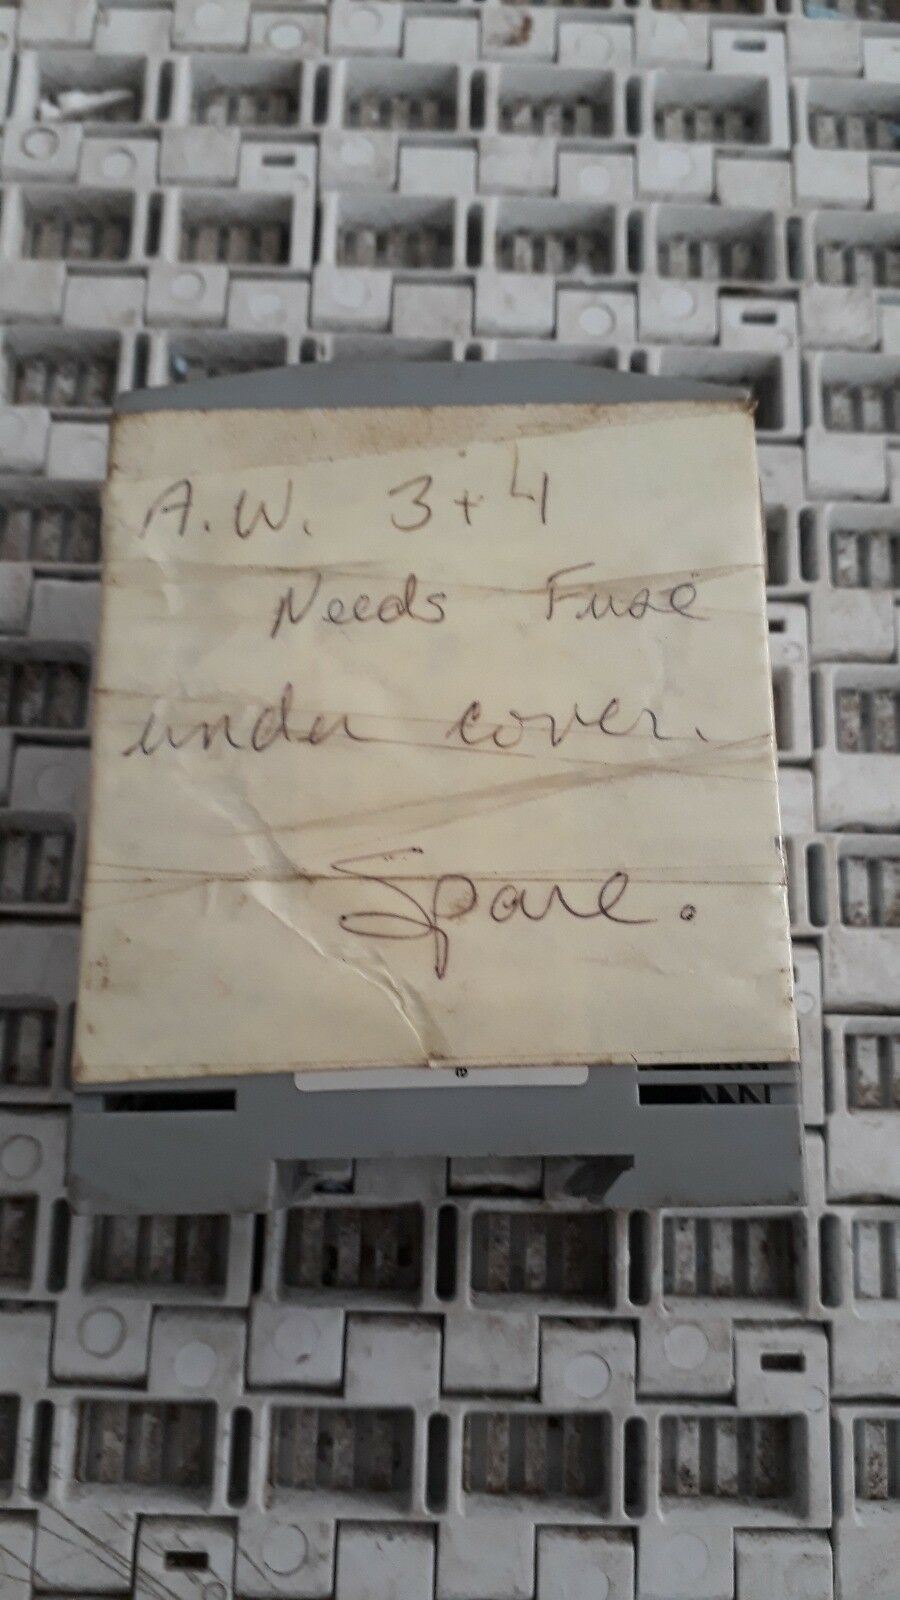 A.W. 3+4
Needs Fuse
under cover.
Spare.